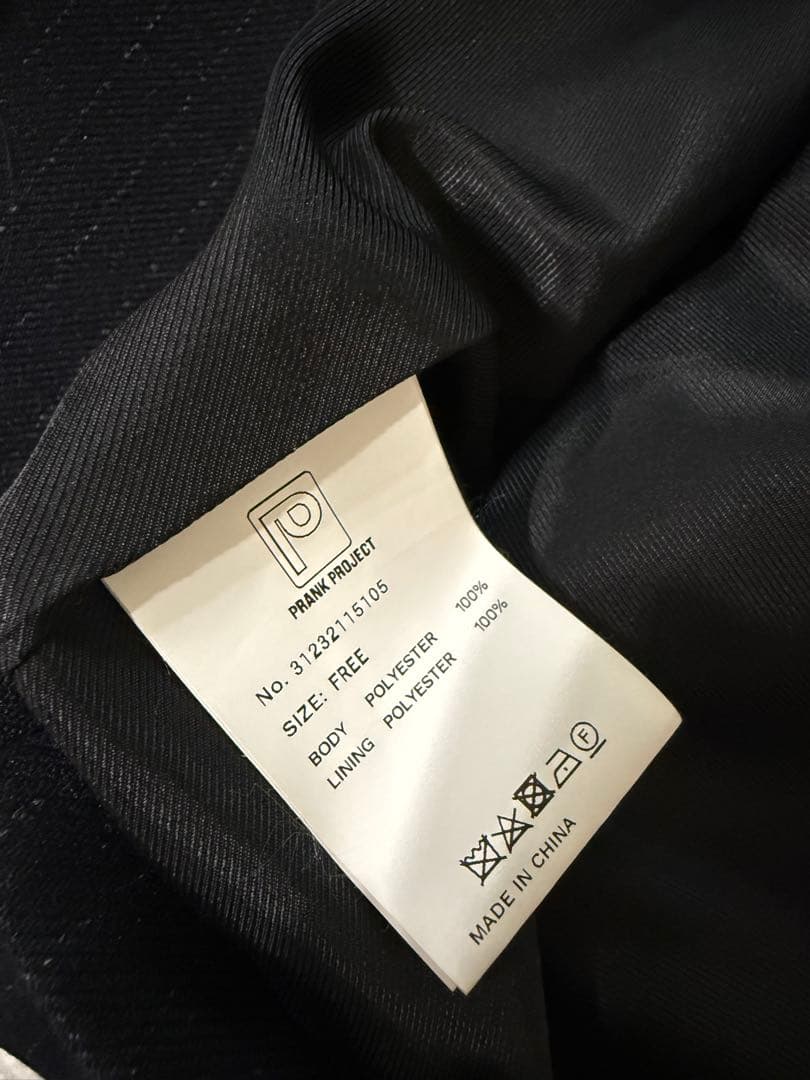 P
PRANK PROJECT
No. 31232115105
SIZE: FREE
BODY POLYESTER 100%
LINING POLYESTER 100%
F
MADE IN CHINA